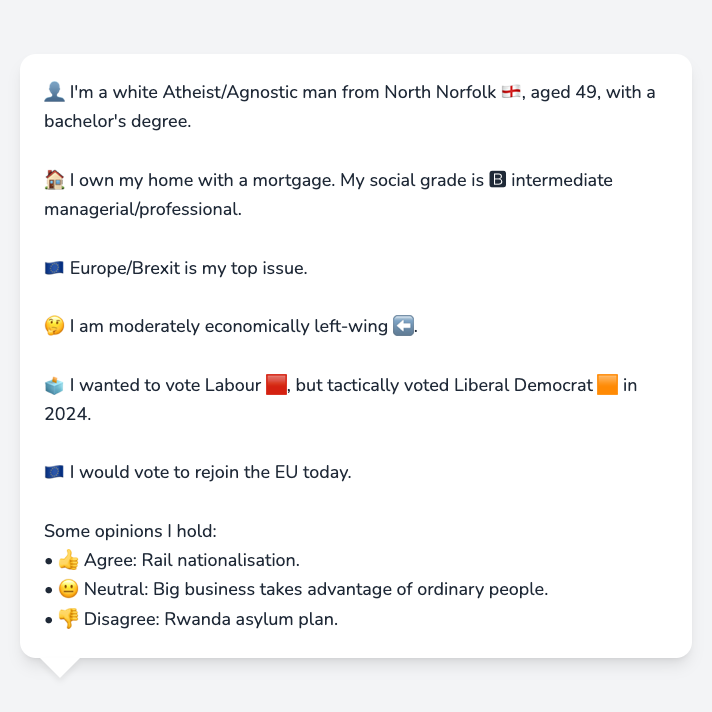 👤 I'm a white Atheist/Agnostic man from North Norfolk 🏴󠁧󠁢󠁥󠁮󠁧󠁿, aged 49, with a
bachelor's degree.
🏠 I own my home with a mortgage. My social grade is 🅱 intermediate
managerial/professional.
🇪🇺 Europe/Brexit is my top issue.
🤔 I am moderately economically left-wing ⬅️.
🗳️ I wanted to vote Labour 🟥, but tactically voted Liberal Democrat 🟧 in
2024.
🇪🇺 I would vote to rejoin the EU today.
Some opinions I hold:
• 👍 Agree: Rail nationalisation.
• 😐 Neutral: Big business takes advantage of ordinary people.
• 👎 Disagree: Rwanda asylum plan.